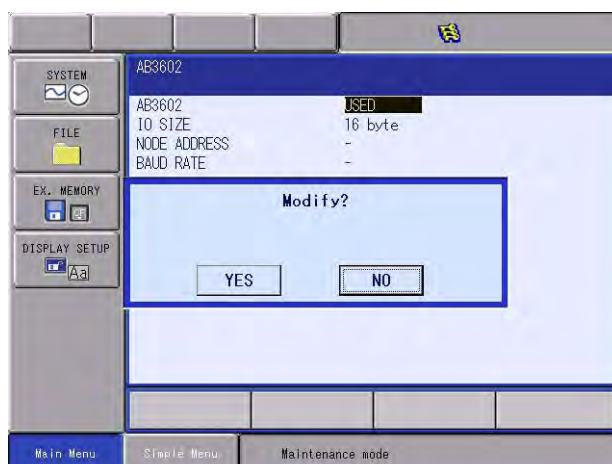 SYSTEM
FILE
EX. MEMORY
DISPLAY SETUP
Aa
AB3602
AB3602 USED
IO SIZE 16 byte
NODE ADDRESS -
BAUD RATE -
Modify?
YES NO
Main Menu Simple Menu Maintenance mode